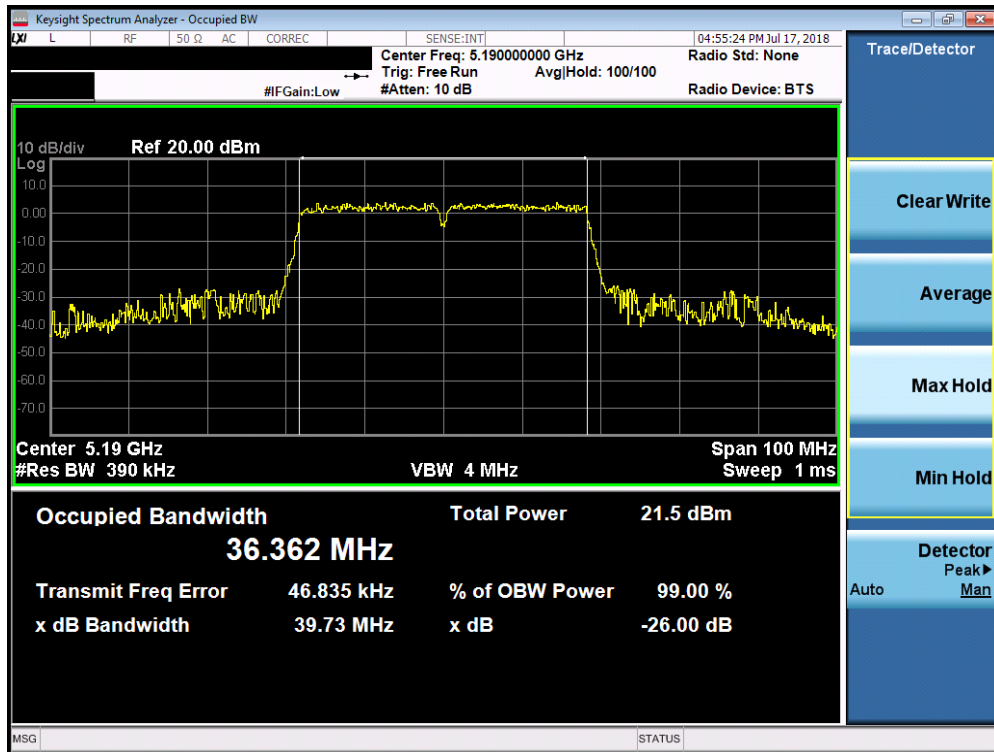 Keysight Spectrum Analyzer - Occupied BW
LXI L RF 50 Ω AC CORREC SENSE:INT 04:55:24 PM Jul 17, 2018
Center Freq: 5.190000000 GHz Radio Std: None
Trig: Free Run Avg|Hold: 100/100
#IFGain:Low #Atten: 10 dB Radio Device: BTS
10 dB/div Ref 20.00 dBm
Log
10.0
0.00
-10.0
-20.0
-30.0
-40.0
-50.0
-60.0
-70.0
Center 5.19 GHz Span 100 MHz
#Res BW 390 kHz VBW 4 MHz Sweep 1 ms
Occupied Bandwidth Total Power 21.5 dBm
36.362 MHz
Transmit Freq Error 46.835 kHz % of OBW Power 99.00 %
x dB Bandwidth 39.73 MHz x dB -26.00 dB
MSG STATUS
Trace/Detector
Clear Write
Average
Max Hold
Min Hold
Detector
Peak▶
Auto Man